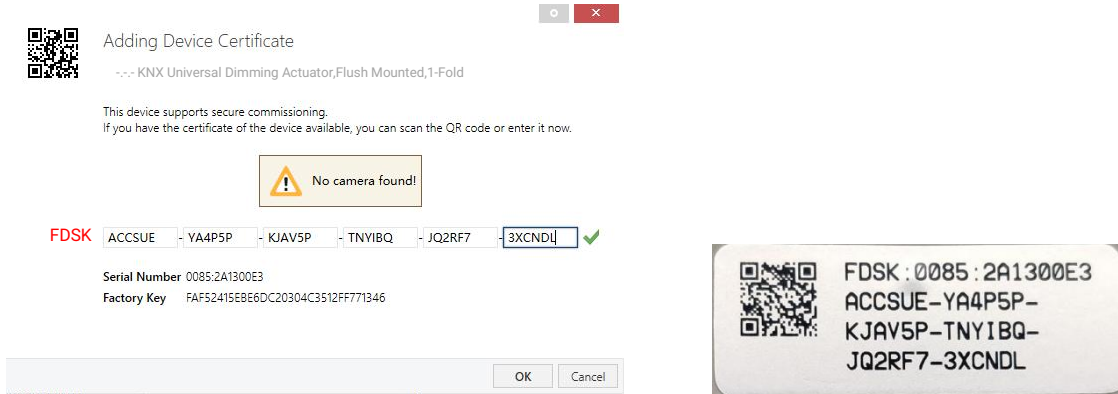 Adding Device Certificate
-.-.- KNX Universal Dimming Actuator,Flush Mounted,1-Fold
This device supports secure commissioning.
If you have the certificate of the device available, you can scan the QR code or enter it now.
No camera found!
FDSK ACCSUE - YA4P5P - KJAV5P - TNYIBQ - JQ2RF7 - 3XCNDL
Serial Number 0085:2A1300E3
Factory Key FAF52415EBE6DC20304C3512FF771346
OK Cancel
FDSK:0085:2A1300E3
ACCSUE-YA4P5P-
KJAV5P-TNYIBQ-
JQ2RF7-3XCNDL